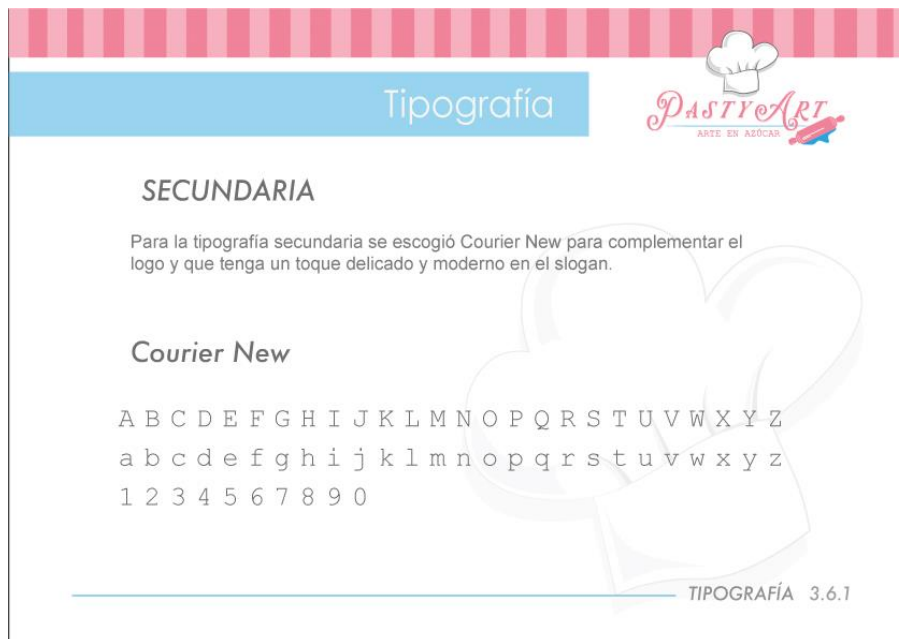 Tipografía
PASTYART
ARTE EN AZÚCAR
SECUNDARIA
Para la tipografía secundaria se escogió Courier New para complementar el
logo y que tenga un toque delicado y moderno en el slogan.
Courier New
A B C D E F G H I J K L M N O P Q R S T U V W X Y Z
a b c d e f g h i j k l m n o p q r s t u v w x y z
1 2 3 4 5 6 7 8 9 0
TIPOGRAFÍA 3.6.1